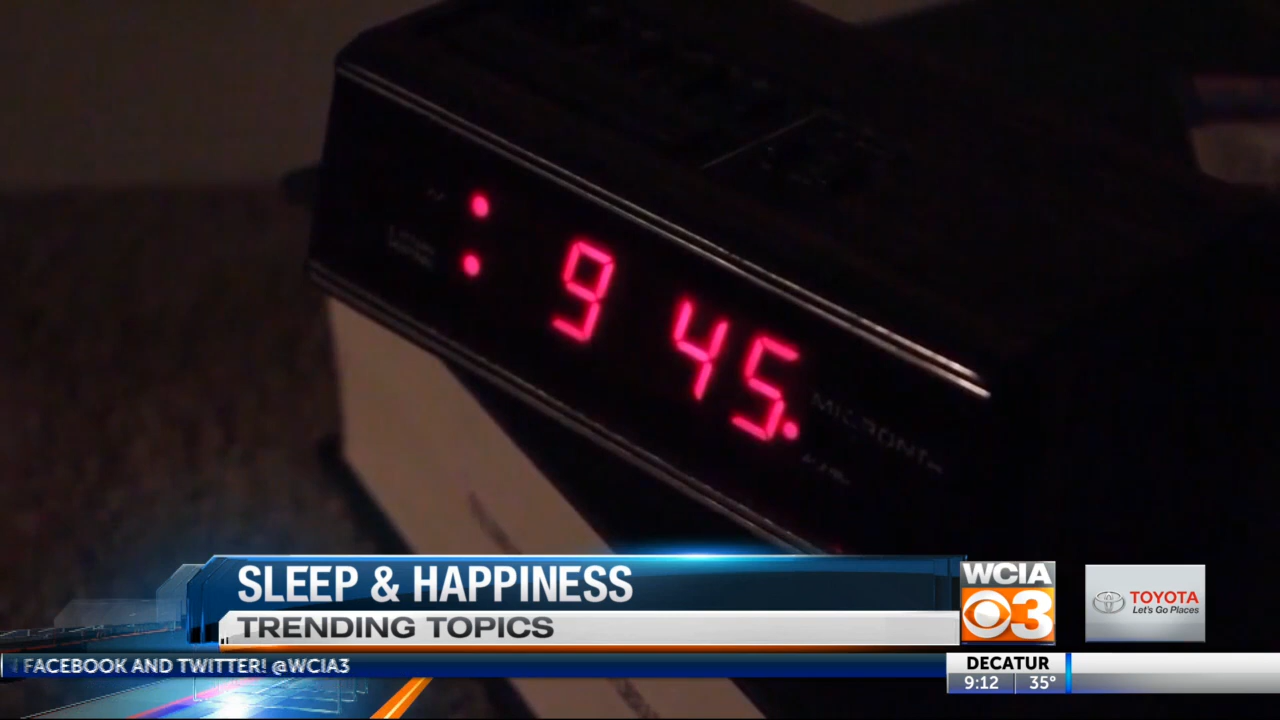 : 9 45.
SLEEP & HAPPINESS
TRENDING TOPICS
WCIA
3
TOYOTA
Let's Go Places
FACEBOOK AND TWITTER! @WCIA3
DECATUR
9:12 35°